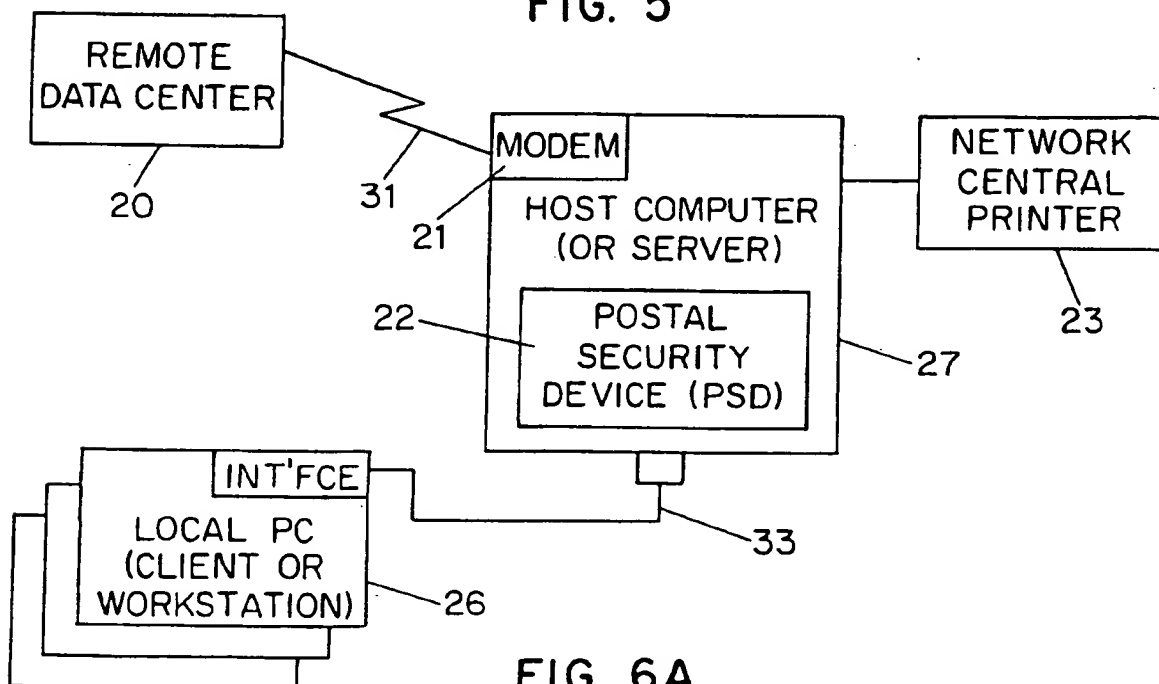 FIG. 5
REMOTE
DATA CENTER
20
31
MODEM
21
HOST COMPUTER
(OR SERVER)
22
POSTAL
SECURITY
DEVICE (PSD)
27
NETWORK
CENTRAL
PRINTER
23
INT'FCE
LOCAL PC
(CLIENT OR
WORKSTATION)
26
33
FIG. 6A